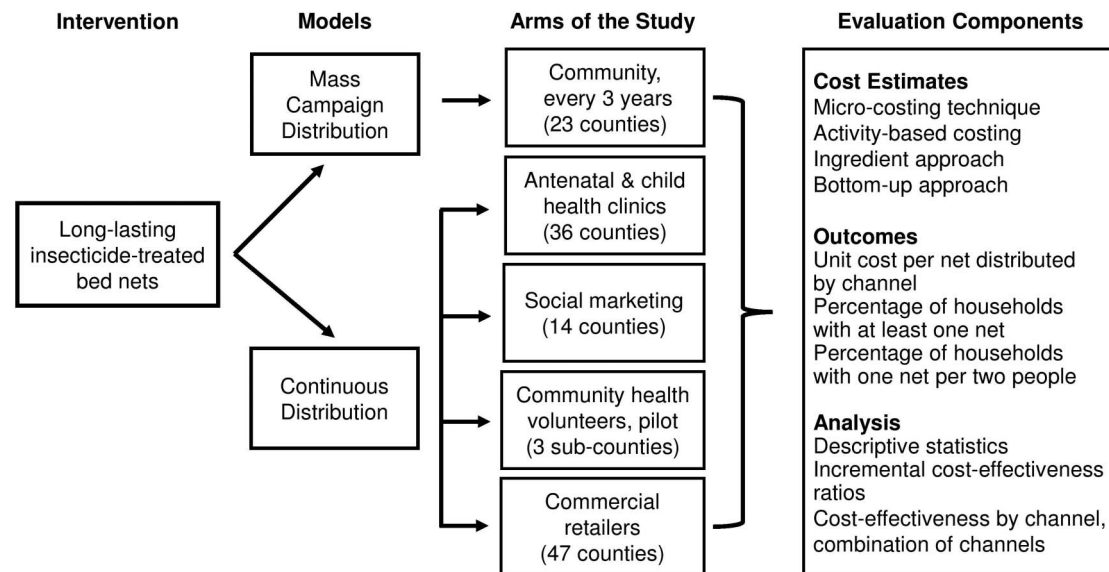 Intervention
Models
Arms of the Study
Evaluation Components
Long-lasting
insecticide-treated
bed nets
Mass
Campaign
Distribution
Continuous
Distribution
Community,
every 3 years
(23 counties)
Antenatal & child
health clinics
(36 counties)
Social marketing
(14 counties)
Community health
volunteers, pilot
(3 sub-counties)
Commercial
retailers
(47 counties)
Cost Estimates
Micro-costing technique
Activity-based costing
Ingredient approach
Bottom-up approach
Outcomes
Unit cost per net distributed
by channel
Percentage of households
with at least one net
Percentage of households
with one net per two people
Analysis
Descriptive statistics
Incremental cost-effectiveness
ratios
Cost-effectiveness by channel,
combination of channels